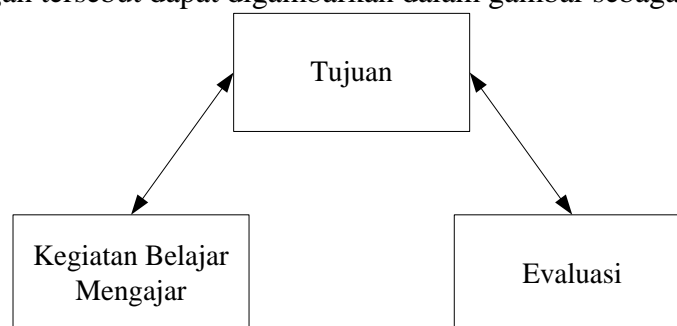 tersebut dapat digambarkan dalam gambar
Tujuan
Kegiatan Belajar
Mengajar
Evaluasi